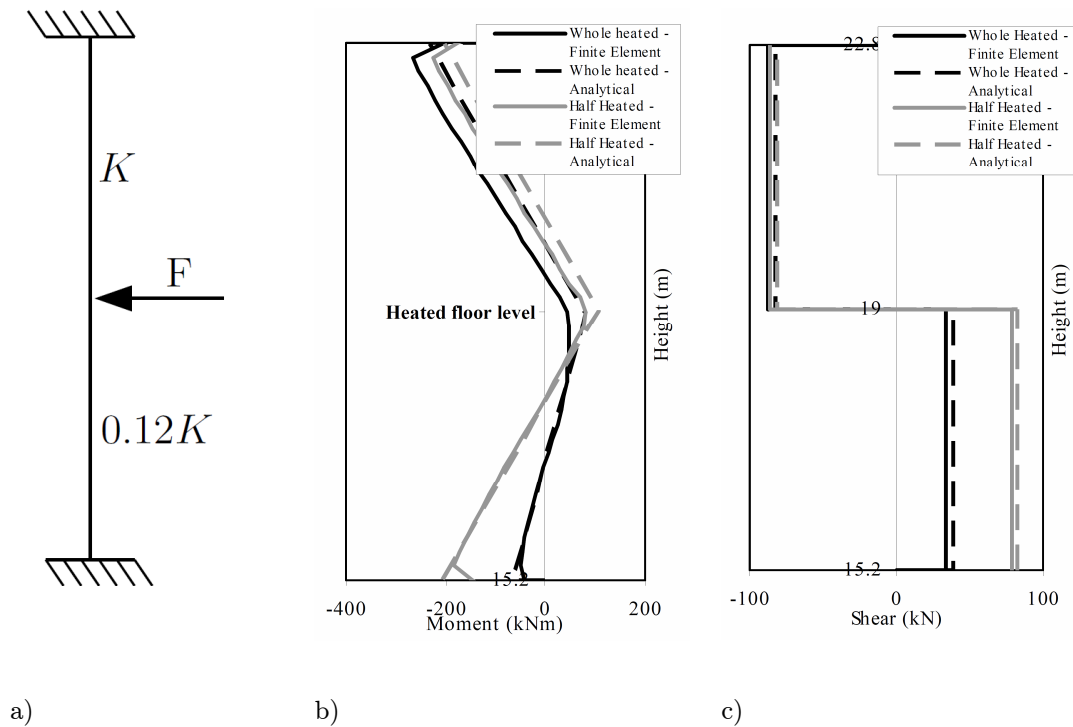 K
F
0.12K
a)
Whole heated -
Finite Element
Whole heated -
Analytical
Half Heated -
Finite Element
Half Heated -
Analytical
Heated floor level
Height (m)
15.2
-400
-200
0
200
Moment (kNm)
b)
22.8
Whole Heated -
Finite Element
Whole Heated -
Analytical
Half Heated -
Finite Element
Half Heated -
Analytical
19
Height (m)
15.2
-100
0
100
Shear (kN)
c)